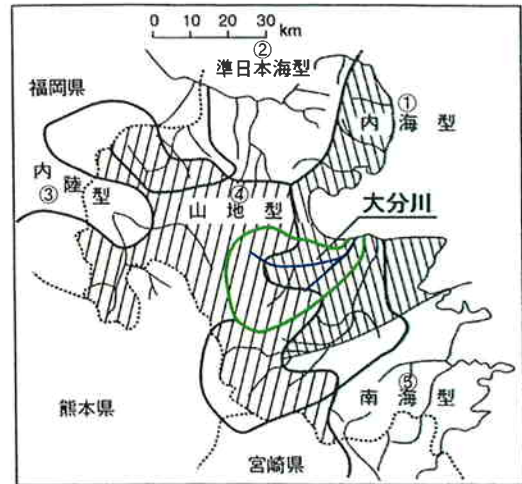 0 10 20 30
km
②
準日本海型
福岡県
①
内海型
内陸型
③
④
山地型
大分川
⑤
南海型
熊本県
宮崎県